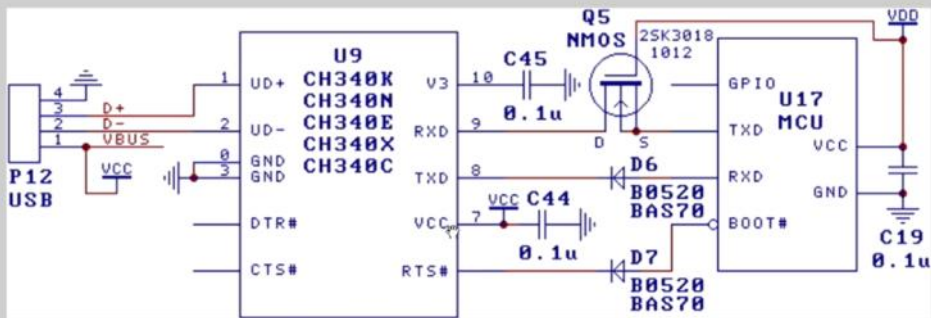 Q5
NMOS
2SK3018
1012
VDD
U9
CH340K
CH340N
CH340E
CH340X
CH340C
C45
0.1u
4
3
2
1
D+
D-
VBUS
VCC
P12
USB
1
2
0
3
UD+
UD-
GND
GND
DTR#
CTS#
V3
RXD
TXD
VCC
RTS#
10
9
8
7
D
S
VCC
C44
0.1u
D6
B0520
BAS70
D7
B0520
BAS70
GPIO
U17
MCU
TXD
VCC
RXD
GND
BOOT#
C19
0.1u